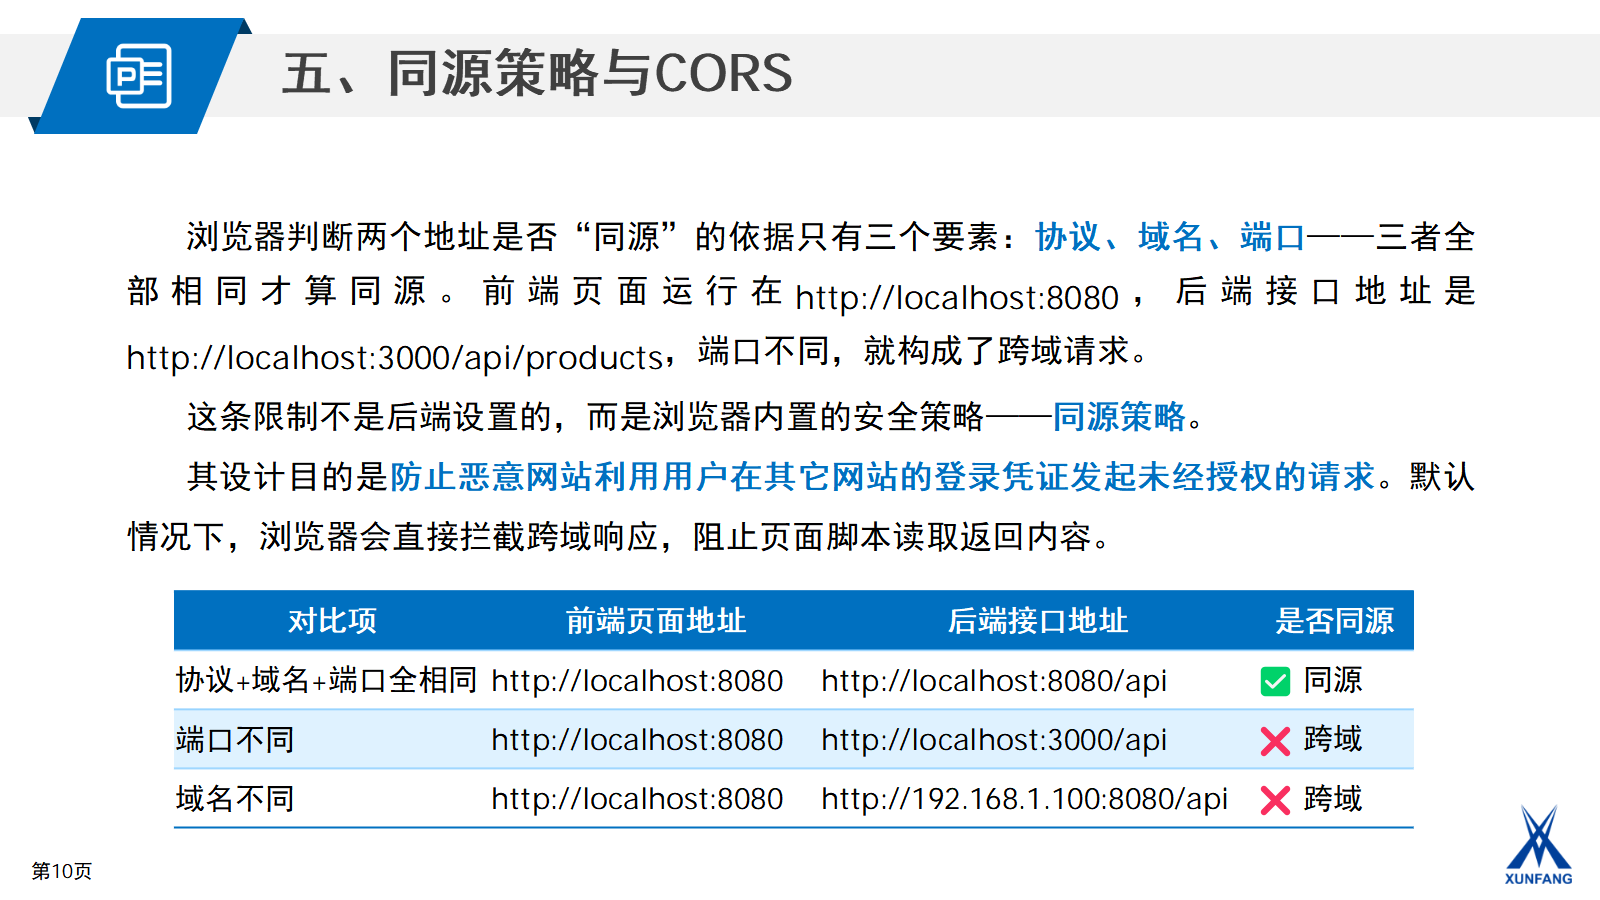 五、同源策略与CORS
浏览器判断两个地址是否“同源”的依据只有三个要素：协议、域名、端口——三者全
部相同才算同源。前端页面运行在http://localhost:8080，后端接口地址是
http://localhost:3000/api/products，端口不同，就构成了跨域请求。
这条限制不是后端设置的，而是浏览器内置的安全策略——同源策略。
其设计目的是防止恶意网站利用用户在其它网站的登录凭证发起未经授权的请求。默认
情况下，浏览器会直接拦截跨域响应，阻止页面脚本读取返回内容。
对比项 前端页面地址 后端接口地址 是否同源
协议+域名+端口全相同 http://localhost:8080 http://localhost:8080/api ✅ 同源
端口不同 http://localhost:8080 http://localhost:3000/api ❌ 跨域
域名不同 http://localhost:8080 http://192.168.1.100:8080/api ❌ 跨域
第10页
XUNFANG